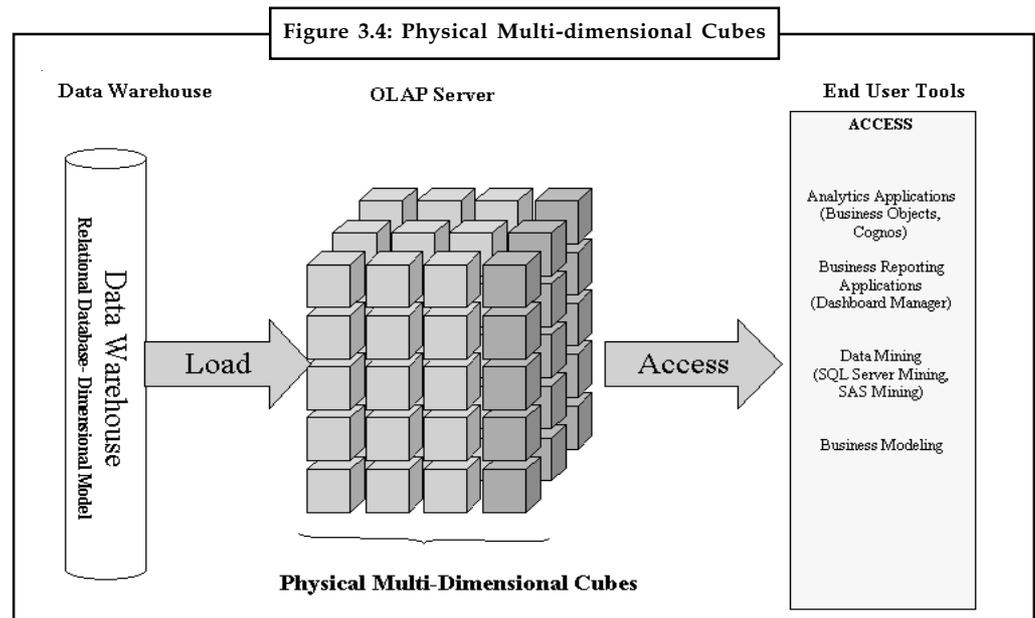 Figure 3.4: Physical Multi-dimensional Cubes
Data Warehouse
OLAP Server
End User Tools
Data Warehouse
Relational Database- Dimensional Model
Load
Access
ACCESS
Analytics Applications
(Business Objects,
Cognos)
Business Reporting
Applications
(Dashboard Manager)
Data Mining
(SQL Server Mining,
SAS Mining)
Business Modeling
Physical Multi-Dimensional Cubes